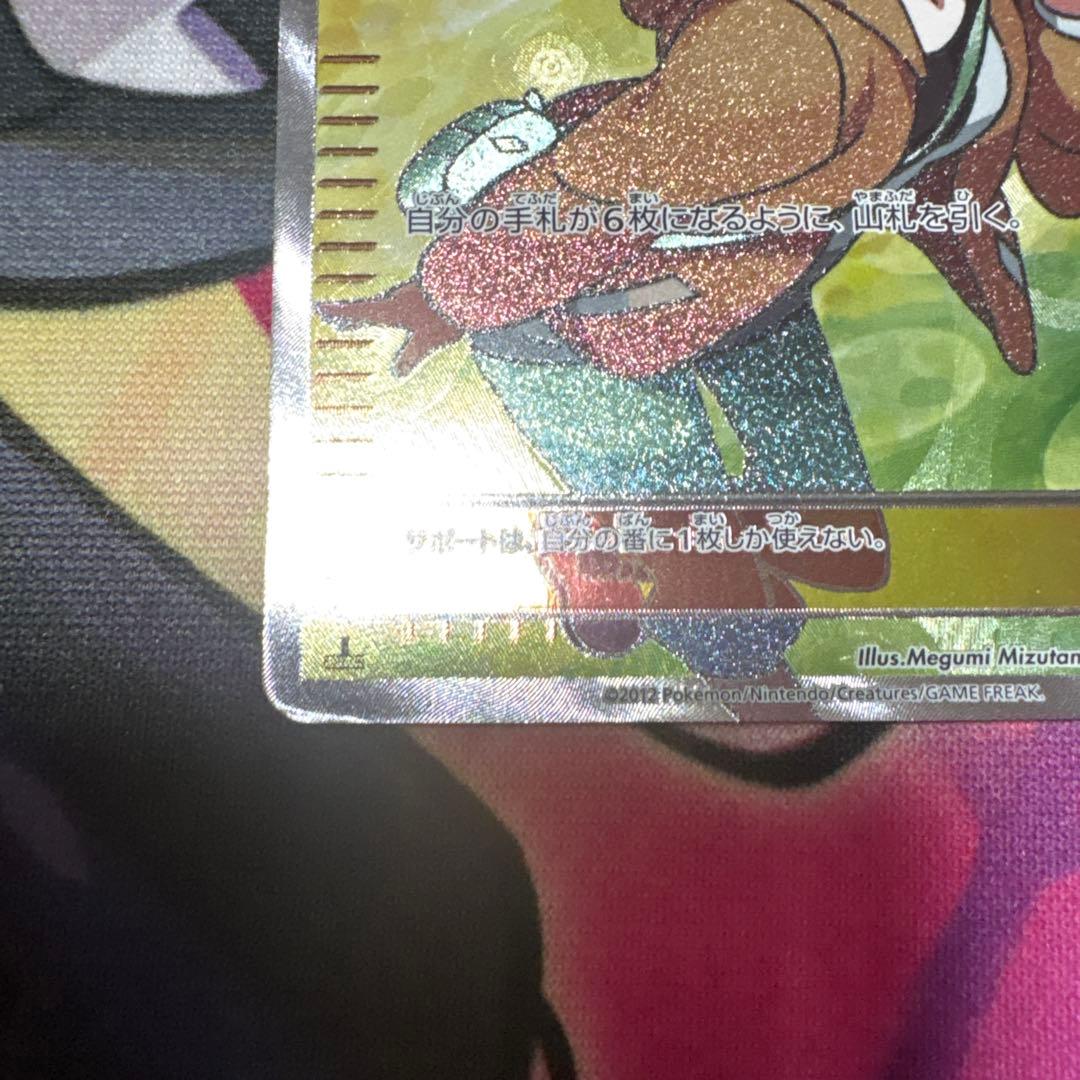 自分の手札が6枚になるように、山札を引く。
サポートは、自分の番に1枚しか使えない。
Illus.Megumi Mizutan
©2012 Pokémon/Nintendo/Creatures/GAME FREAK.